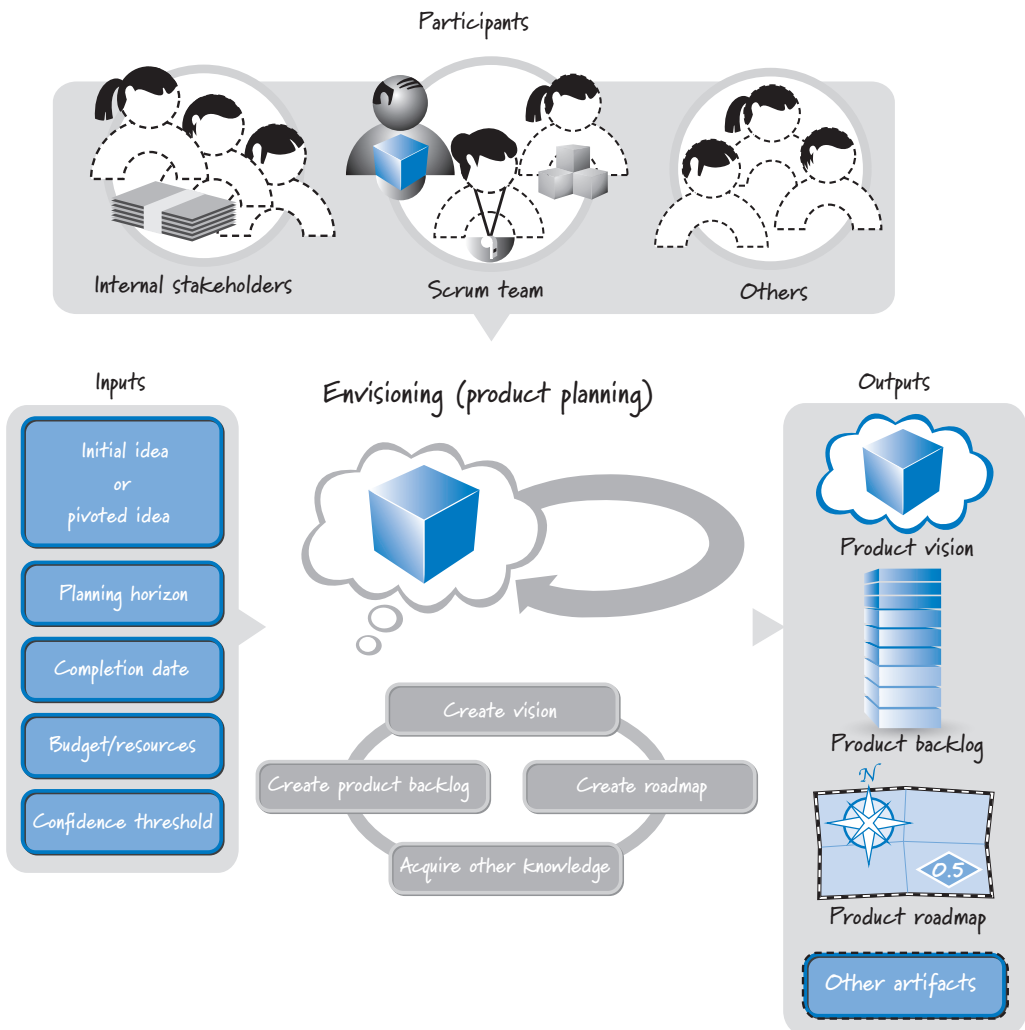 Participants
Internal stakeholders
Scrum team
Others
Inputs
Envisioning (product planning)
Outputs
Initial idea
or
pivoted idea
Planning horizon
Completion date
Budget/resources
Confidence threshold
Create vision
Create product backlog
Create roadmap
Acquire other knowledge
Product vision
Product backlog
N
0.5
Product roadmap
Other artifacts